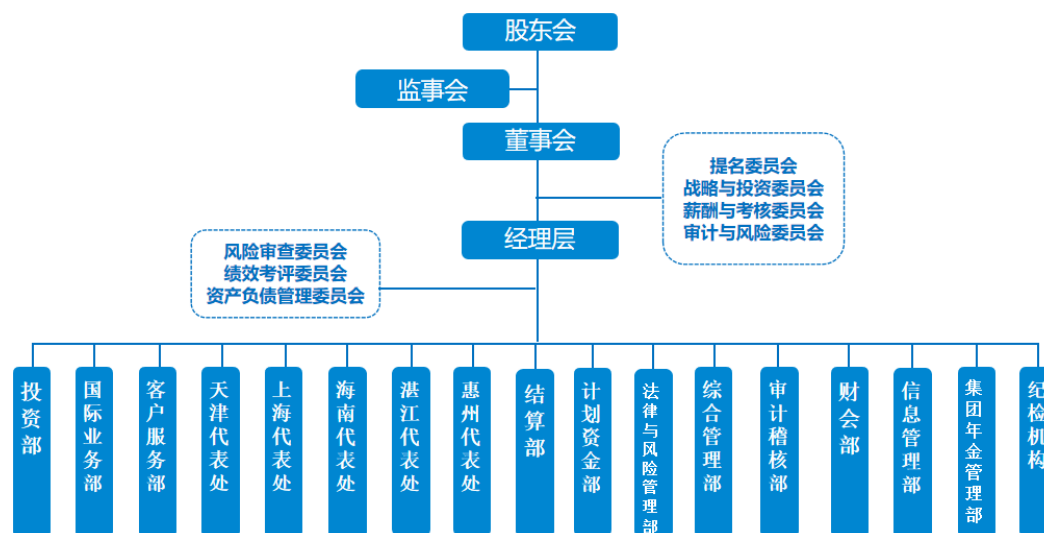 股东会
监事会
董事会
提名委员会
战略与投资委员会
薪酬与考核委员会
审计与风险委员会
经理层
风险审查委员会
绩效考评委员会
资产负债管理委员会
投资部
国际业务部
客户服务部
天津代表处
上海代表处
海南代表处
湛江代表处
惠州代表处
结算部
计划资金部
法律与风险管理部
综合管理部
审计稽核部
财会部
信息管理部
集团年金管理部
纪检机构